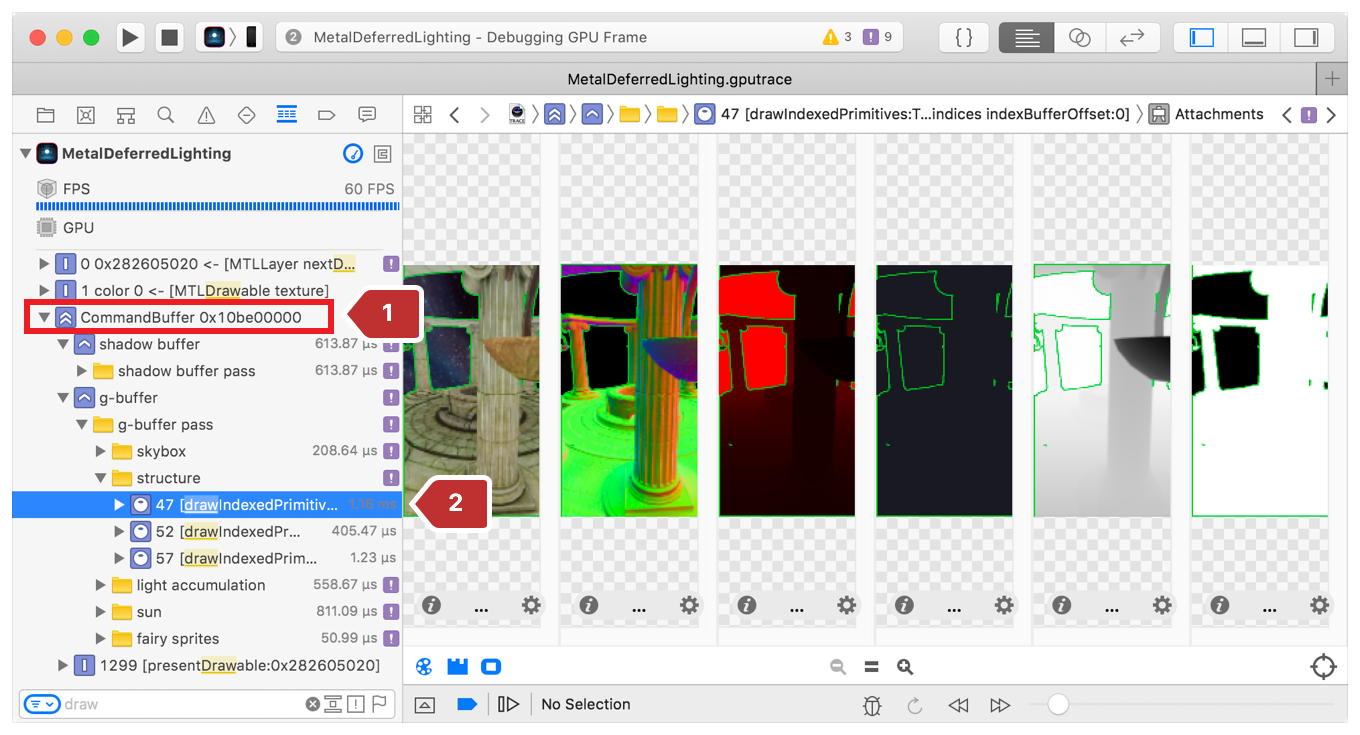 2 MetalDeferredLighting - Debugging GPU Frame 3 9 {}
MetalDeferredLighting.gputrace
TRACE 47 [drawIndexedPrimitives:T...indices indexBufferOffset:0] Attachments
MetalDeferredLighting
FPS 60 FPS
GPU
0 0x282605020 <- [MTLLayer nextD...
1 color 0 <- [MTLDrawable texture]
CommandBuffer 0x10be00000
1
shadow buffer 613.87 µs
shadow buffer pass 613.87 µs
g-buffer
g-buffer pass
skybox 208.64 µs
structure
47 [drawIndexedPrimitiv... 1.16 ms
2
52 [drawIndexedPr... 405.47 µs
57 [drawIndexedPrim... 1.23 µs
light accumulation 558.67 µs
sun 811.09 µs
fairy sprites 50.99 µs
1299 [presentDrawable:0x282605020]
draw
No Selection